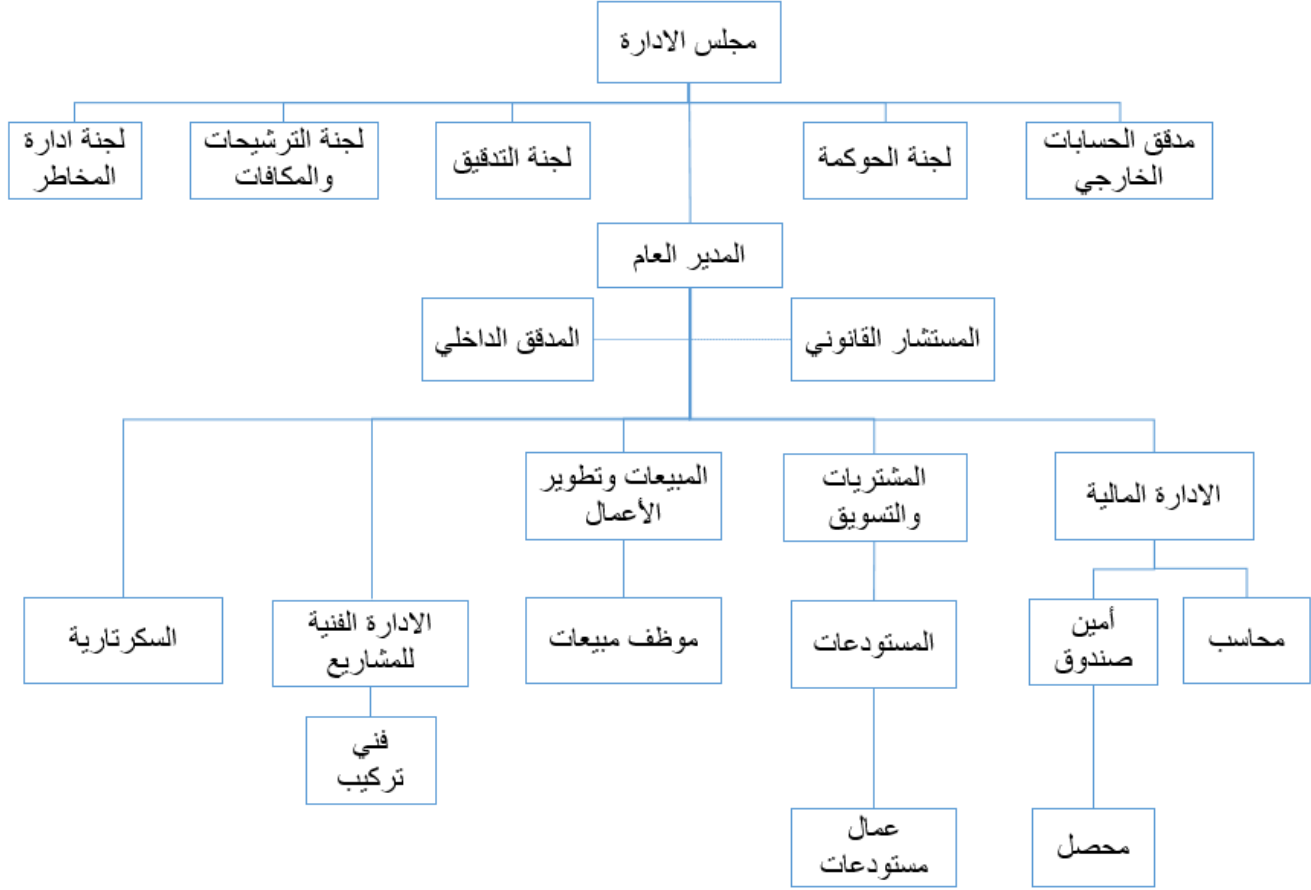 مجلس الادارة
مدقق الحسابات
الخارجي
لجنة الحوكمة
لجنة التدقيق
لجنة الترشيحات
والمكافات
لجنة ادارة
المخاطر
المدير العام
المستشار القانوني
المدقق الداخلي
الادارة المالية
المشتريات
والتسويق
المبيعات وتطوير
الأعمال
محاسب
أمين
صندوق
المستودعات
موظف مبيعات
الادارة الفنية
للمشاريع
السكرتارية
فني
تركيب
محصل
عمال
مستودعات